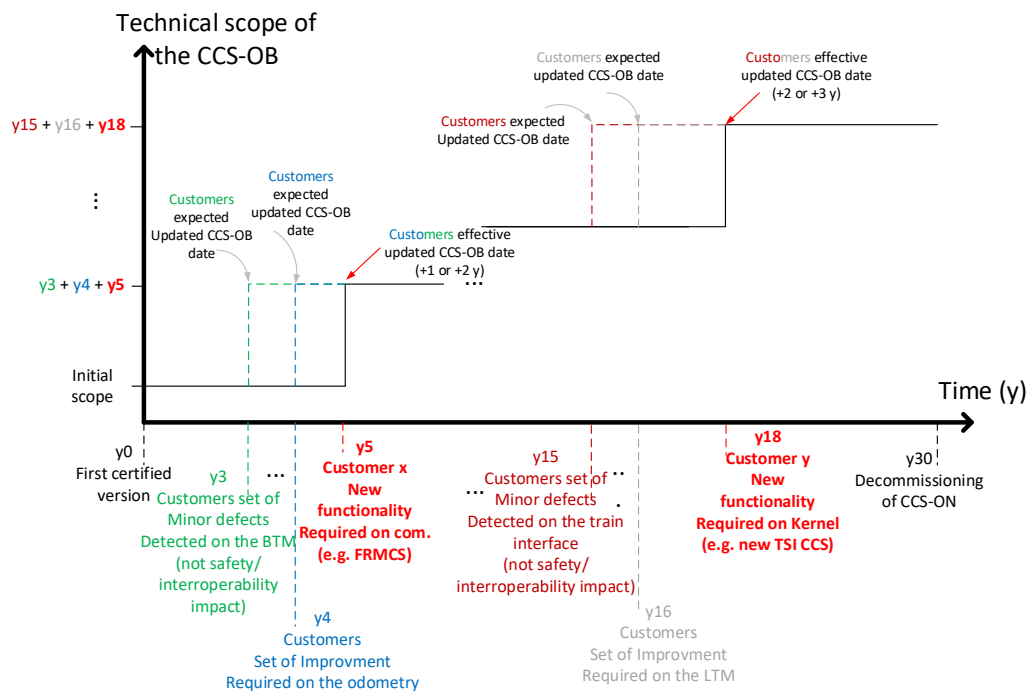 Technical scope of
the CCS-OB
Customers expected
updated CCS-OB date
Customers effective
updated CCS-OB date
(+2 or +3 y)
y15 + y16 + y18
Customers expected
Updated CCS-OB date
...
Customers
expected
Updated CCS-OB
date
Customers
expected
updated CCS-OB
date
Customers effective
updated CCS-OB date
(+1 or +2 y)
y3 + y4 + y5
...
Initial
scope
Time (y)
y0
First certified
version
y3
Customers set of
Minor defects
Detected on the BTM
(not safety/
interoperability
impact)
...
y4
Customers
Set of Improvment
Required on the odometry
y5
Customer x
New
functionality
Required on com.
(e.g. FRMCS)
...
y15
Customers set of
Minor defects
Detected on the train
interface
(not safety/
interoperability
impact)
...
y16
Customers
Set of Improvment
Required on the LTM
y18
Customer y
New
functionality
Required on Kernel
(e.g. new TSI CCS)
y30
Decommissioning
of CCS-ON